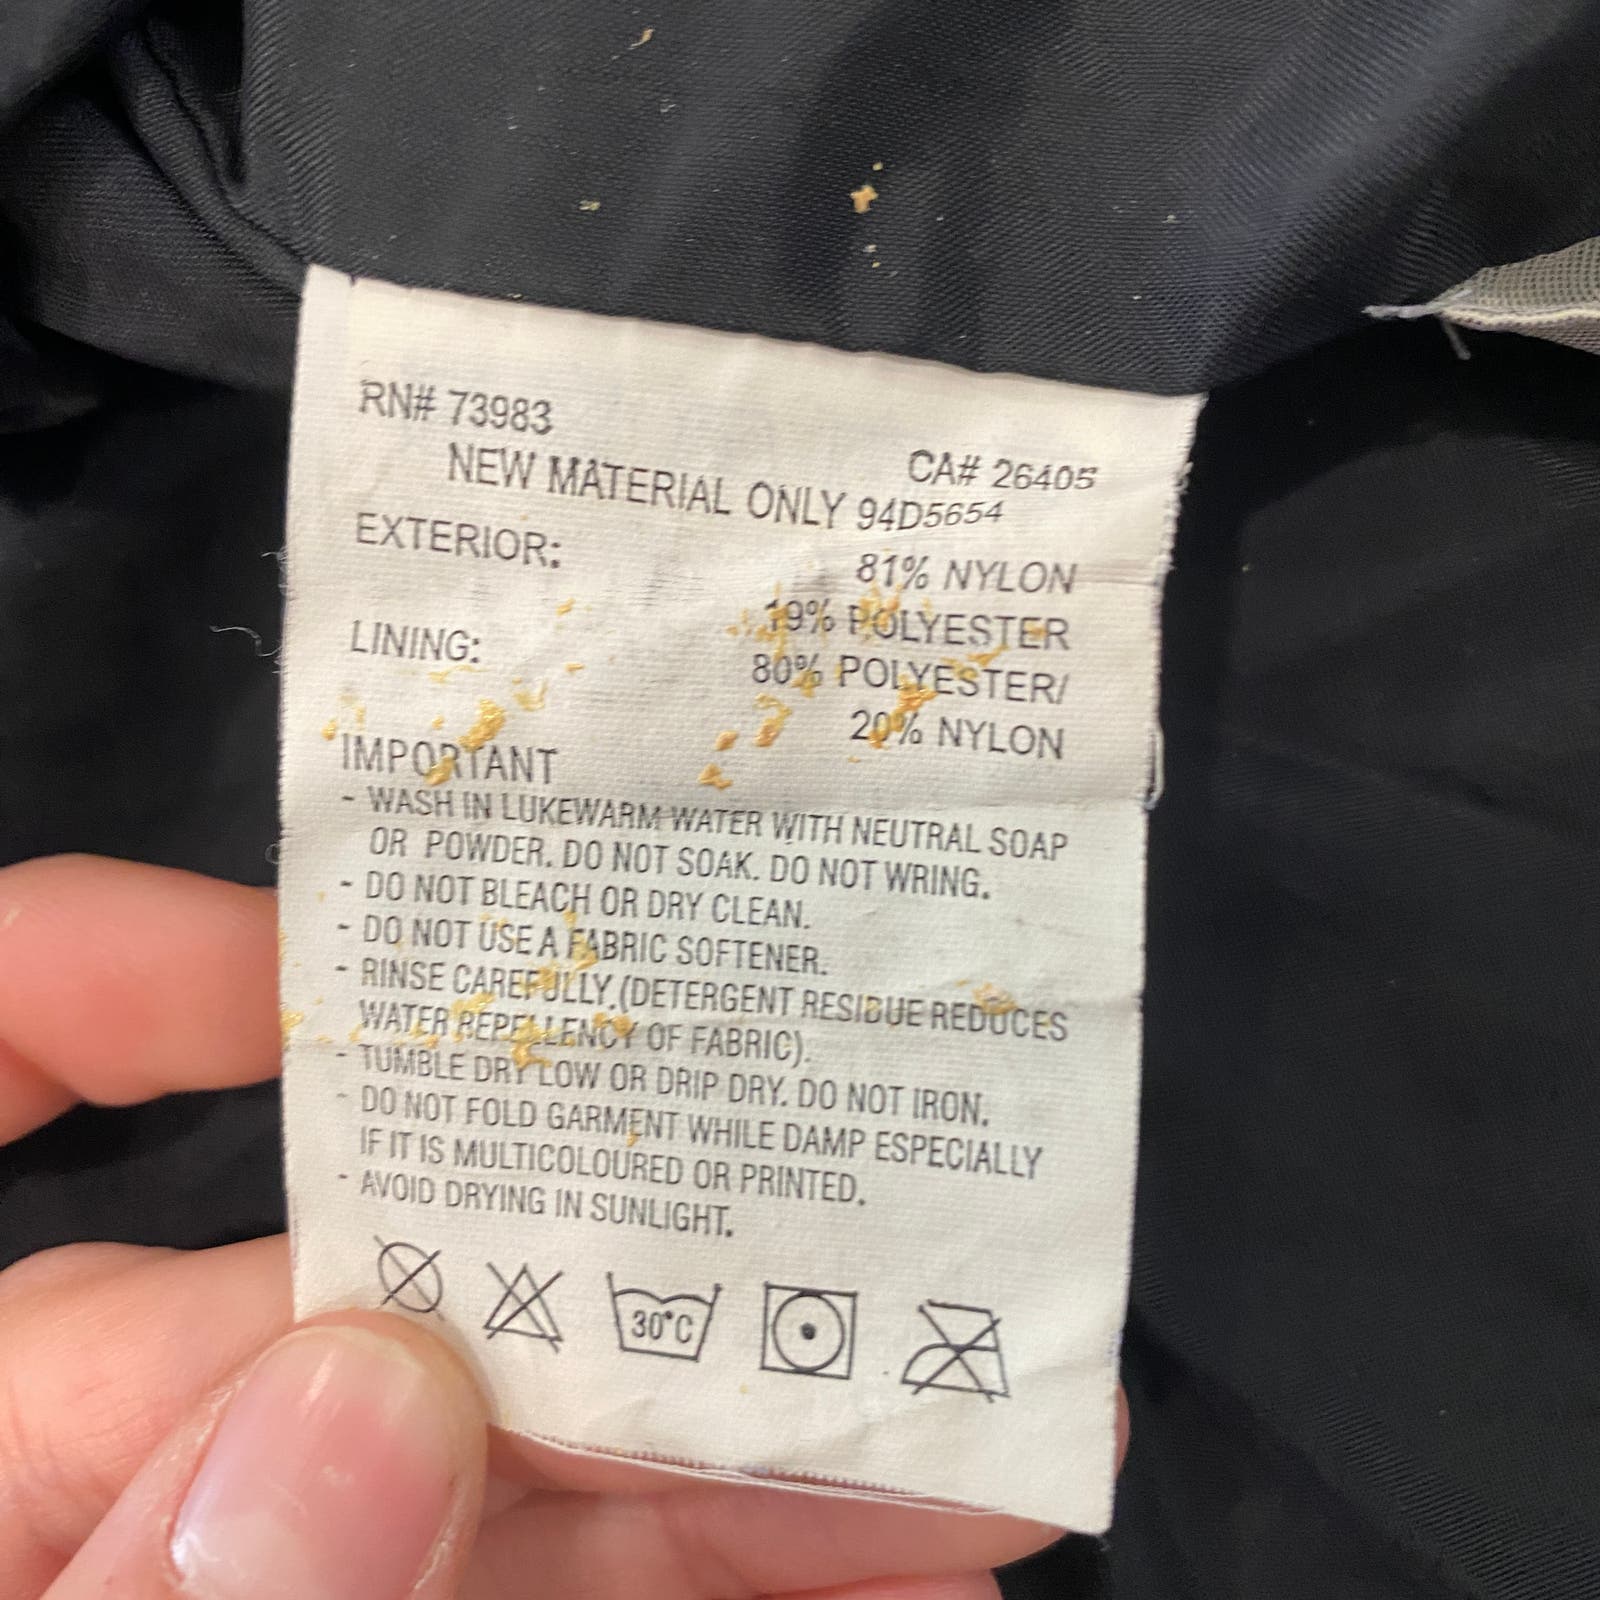 RN# 73983
CA# 26405
NEW MATERIAL ONLY 94D5654
EXTERIOR: 81% NYLON
19% POLYESTER
LINING: 80% POLYESTER/
20% NYLON
IMPORTANT
- WASH IN LUKEWARM WATER WITH NEUTRAL SOAP
OR POWDER. DO NOT SOAK. DO NOT WRING.
- DO NOT BLEACH OR DRY CLEAN.
- DO NOT USE A FABRIC SOFTENER.
- RINSE CAREFULLY.(DETERGENT RESIDUE REDUCES
WATER REPELLENCY OF FABRIC).
- TUMBLE DRY LOW OR DRIP DRY. DO NOT IRON.
- DO NOT FOLD GARMENT WHILE DAMP ESPECIALLY
IF IT IS MULTICOLOURED OR PRINTED.
- AVOID DRYING IN SUNLIGHT.
30°C